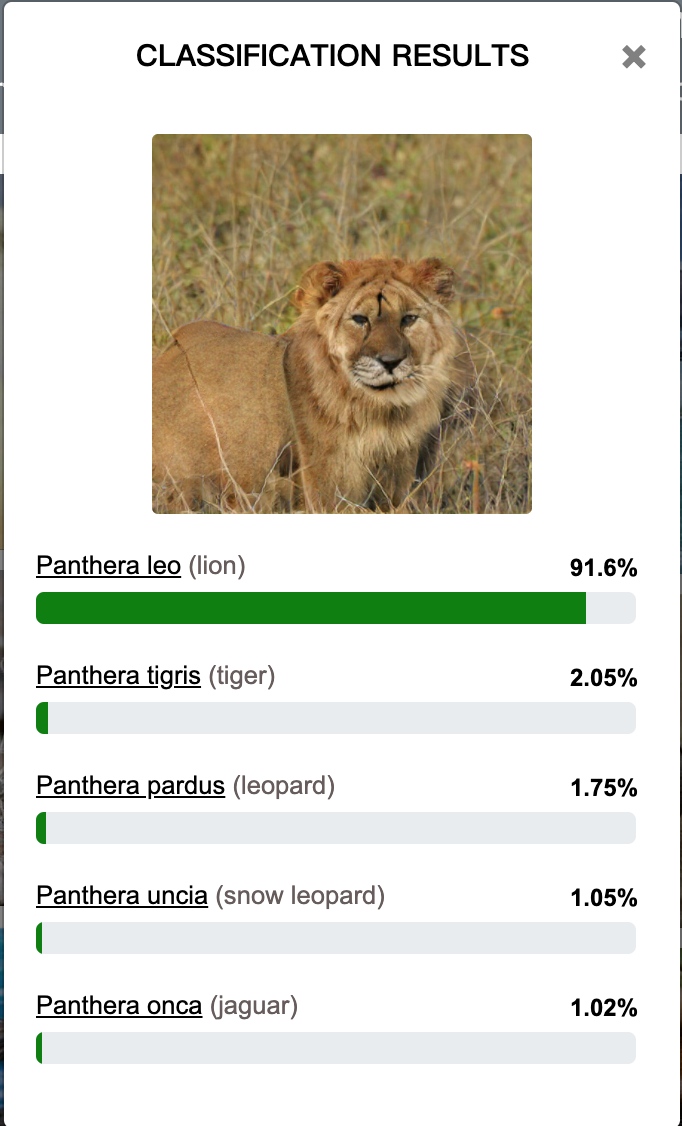 CLASSIFICATION RESULTS ✖
Panthera leo (lion) 91.6%
Panthera tigris (tiger) 2.05%
Panthera pardus (leopard) 1.75%
Panthera uncia (snow leopard) 1.05%
Panthera onca (jaguar) 1.02%